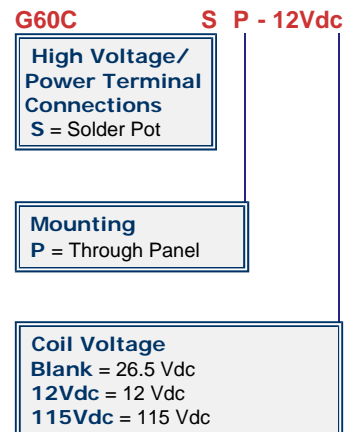 G60C S P - 12Vdc
High Voltage/
Power Terminal
Connections
S = Solder Pot
Mounting
P = Through Panel
Coil Voltage
Blank = 26.5 Vdc
12Vdc = 12 Vdc
115Vdc = 115 Vdc